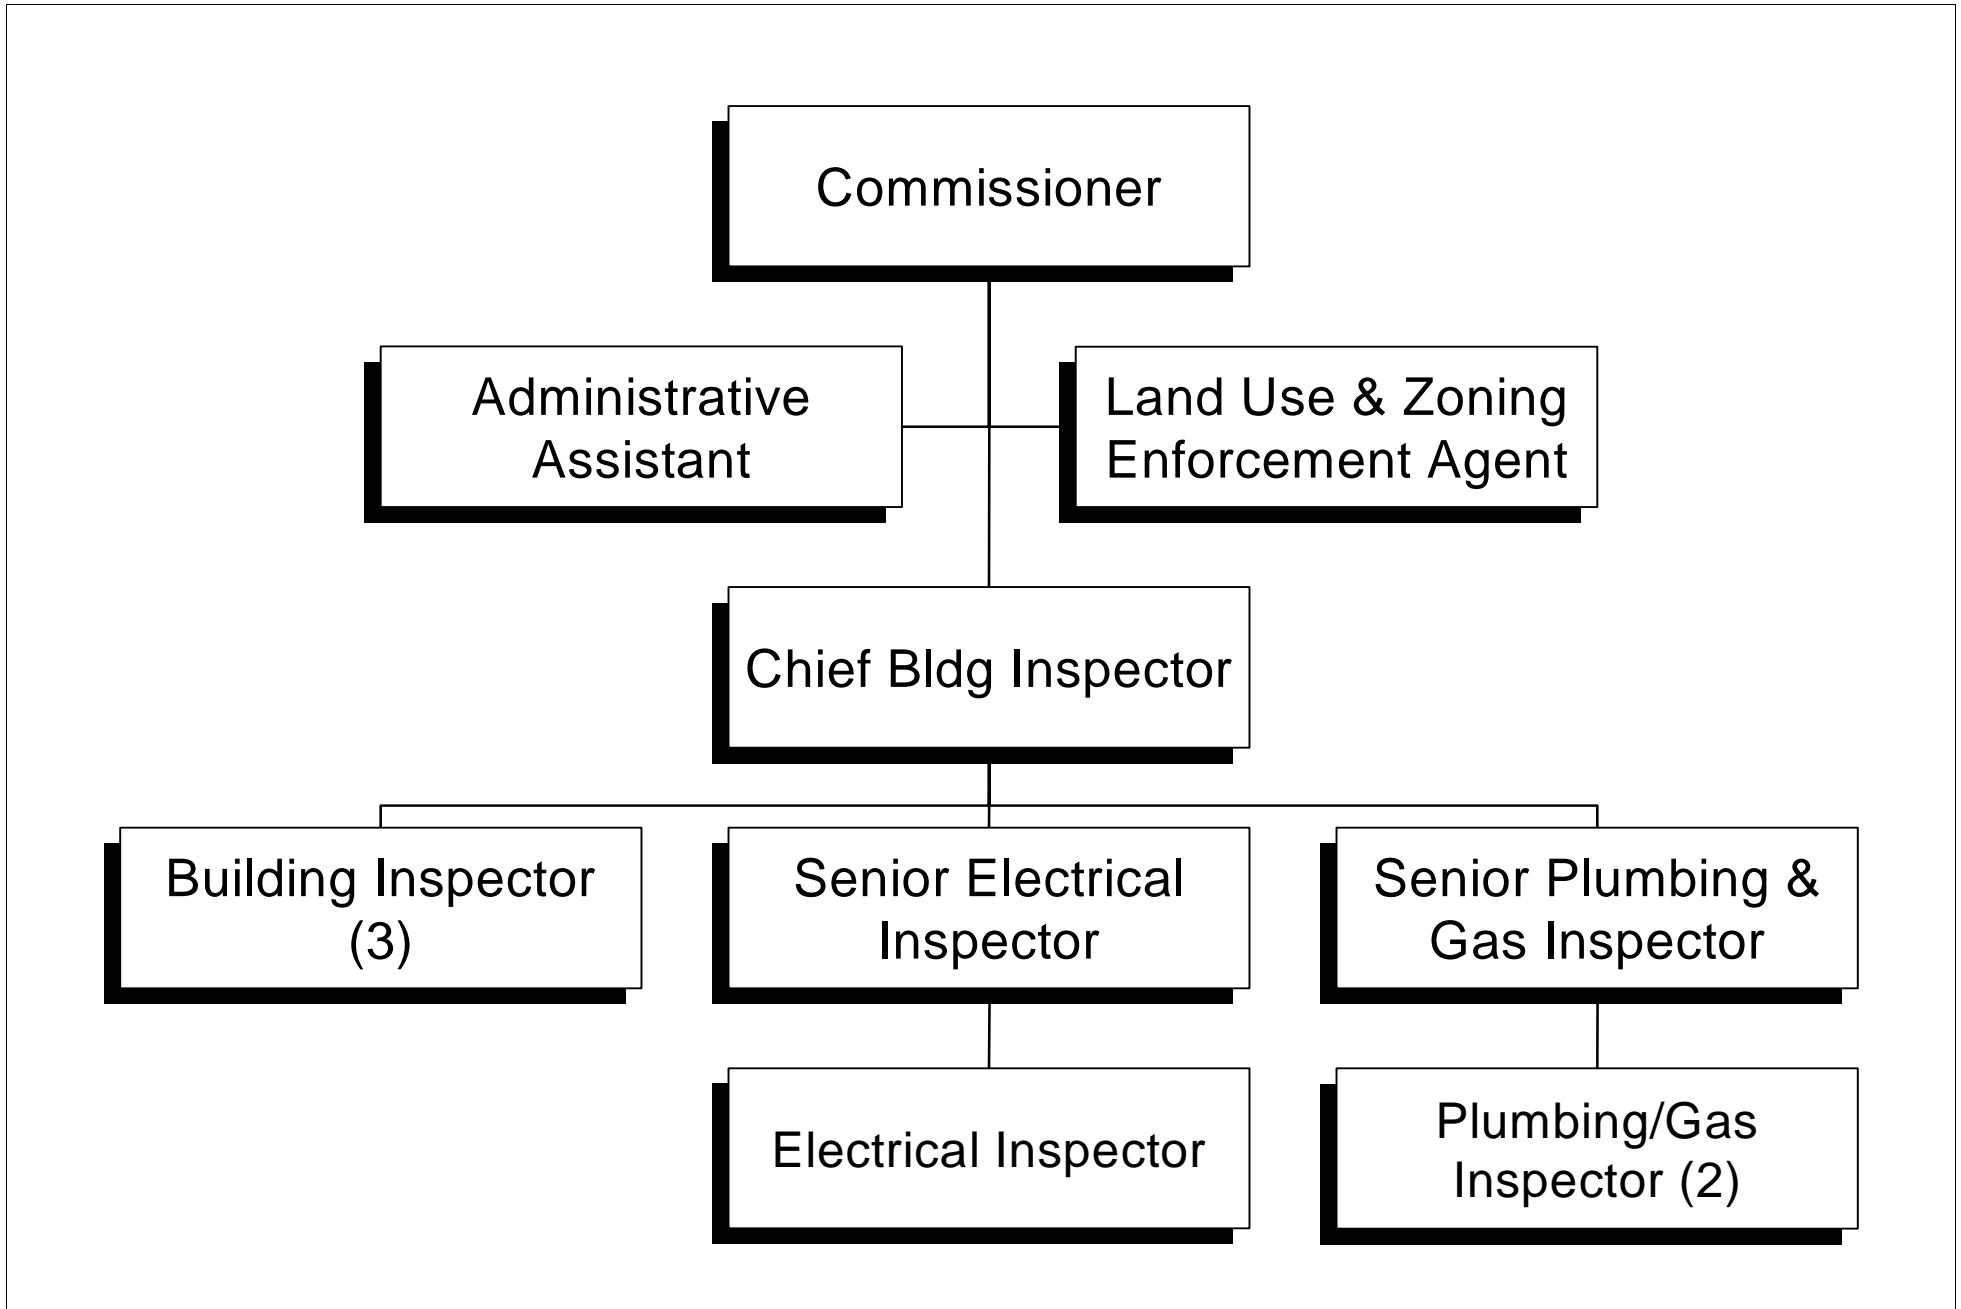 Commissioner
Administrative
Assistant
Land Use & Zoning
Enforcement Agent
Chief Bldg Inspector
Building Inspector
(3)
Senior Electrical
Inspector
Senior Plumbing &
Gas Inspector
Electrical Inspector
Plumbing/Gas
Inspector (2)